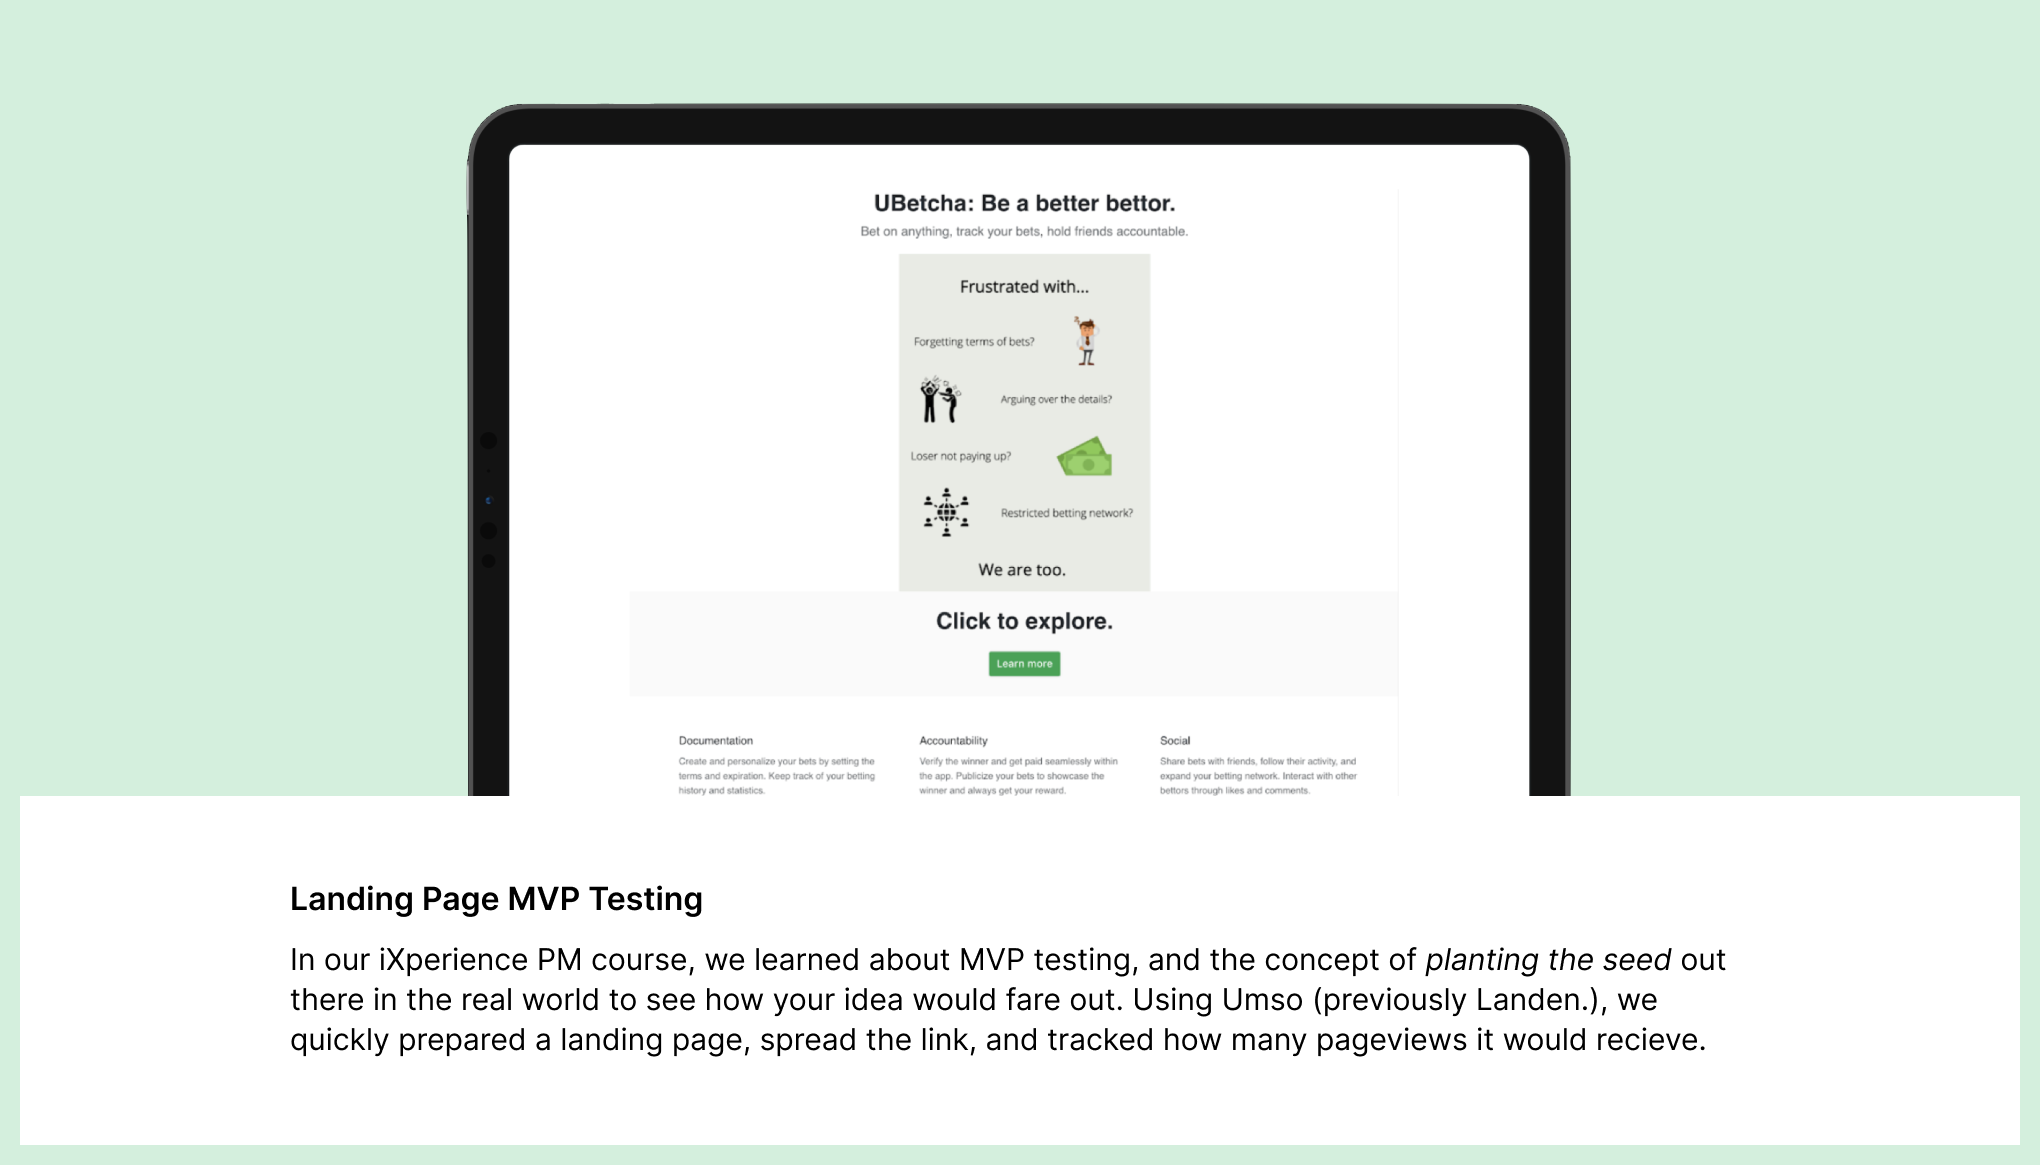 UBetcha: Be a better bettor.
Bet on anything, track your bets, hold friends accountable.
Frustrated with...
Forgetting terms of bets?
Arguing over the details?
Loser not paying up?
Restricted betting network?
We are too.
Click to explore.
Learn more
Documentation
Create and personalize your bets by setting the
terms and expiration. Keep track of your betting
history and statistics.
Accountability
Verify the winner and get paid seamlessly within
the app. Publicize your bets to showcase the
winner and always get your reward.
Social
Share bets with friends, follow their activity, and
expand your betting network. Interact with other
bettors through likes and comments.
Landing Page MVP Testing
In our iXperience PM course, we learned about MVP testing, and the concept of planting the seed out
there in the real world to see how your idea would fare out. Using Umso (previously Landen.), we
quickly prepared a landing page, spread the link, and tracked how many pageviews it would recieve.